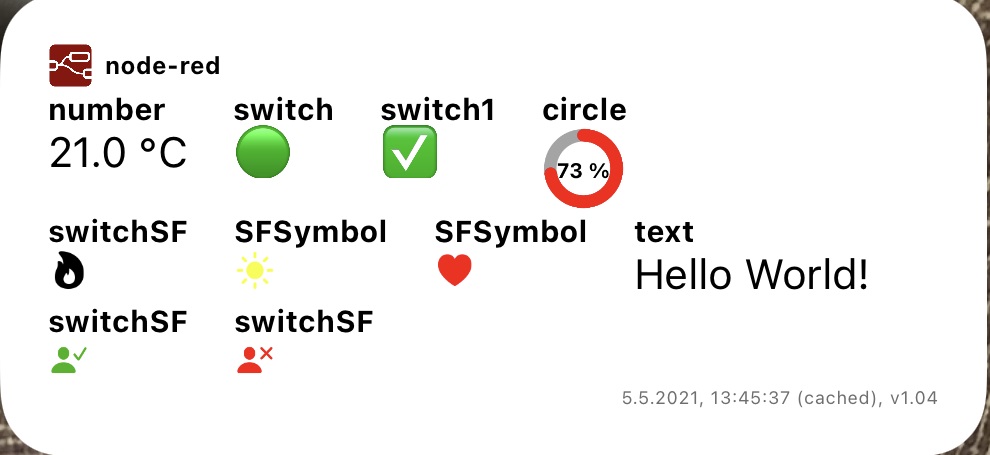 node-red
number switch switch1 circle
21.0 °C 73 %
switchSF SFSymbol SFSymbol text
Hello World!
switchSF switchSF
5.5.2021, 13:45:37 (cached), v1.04